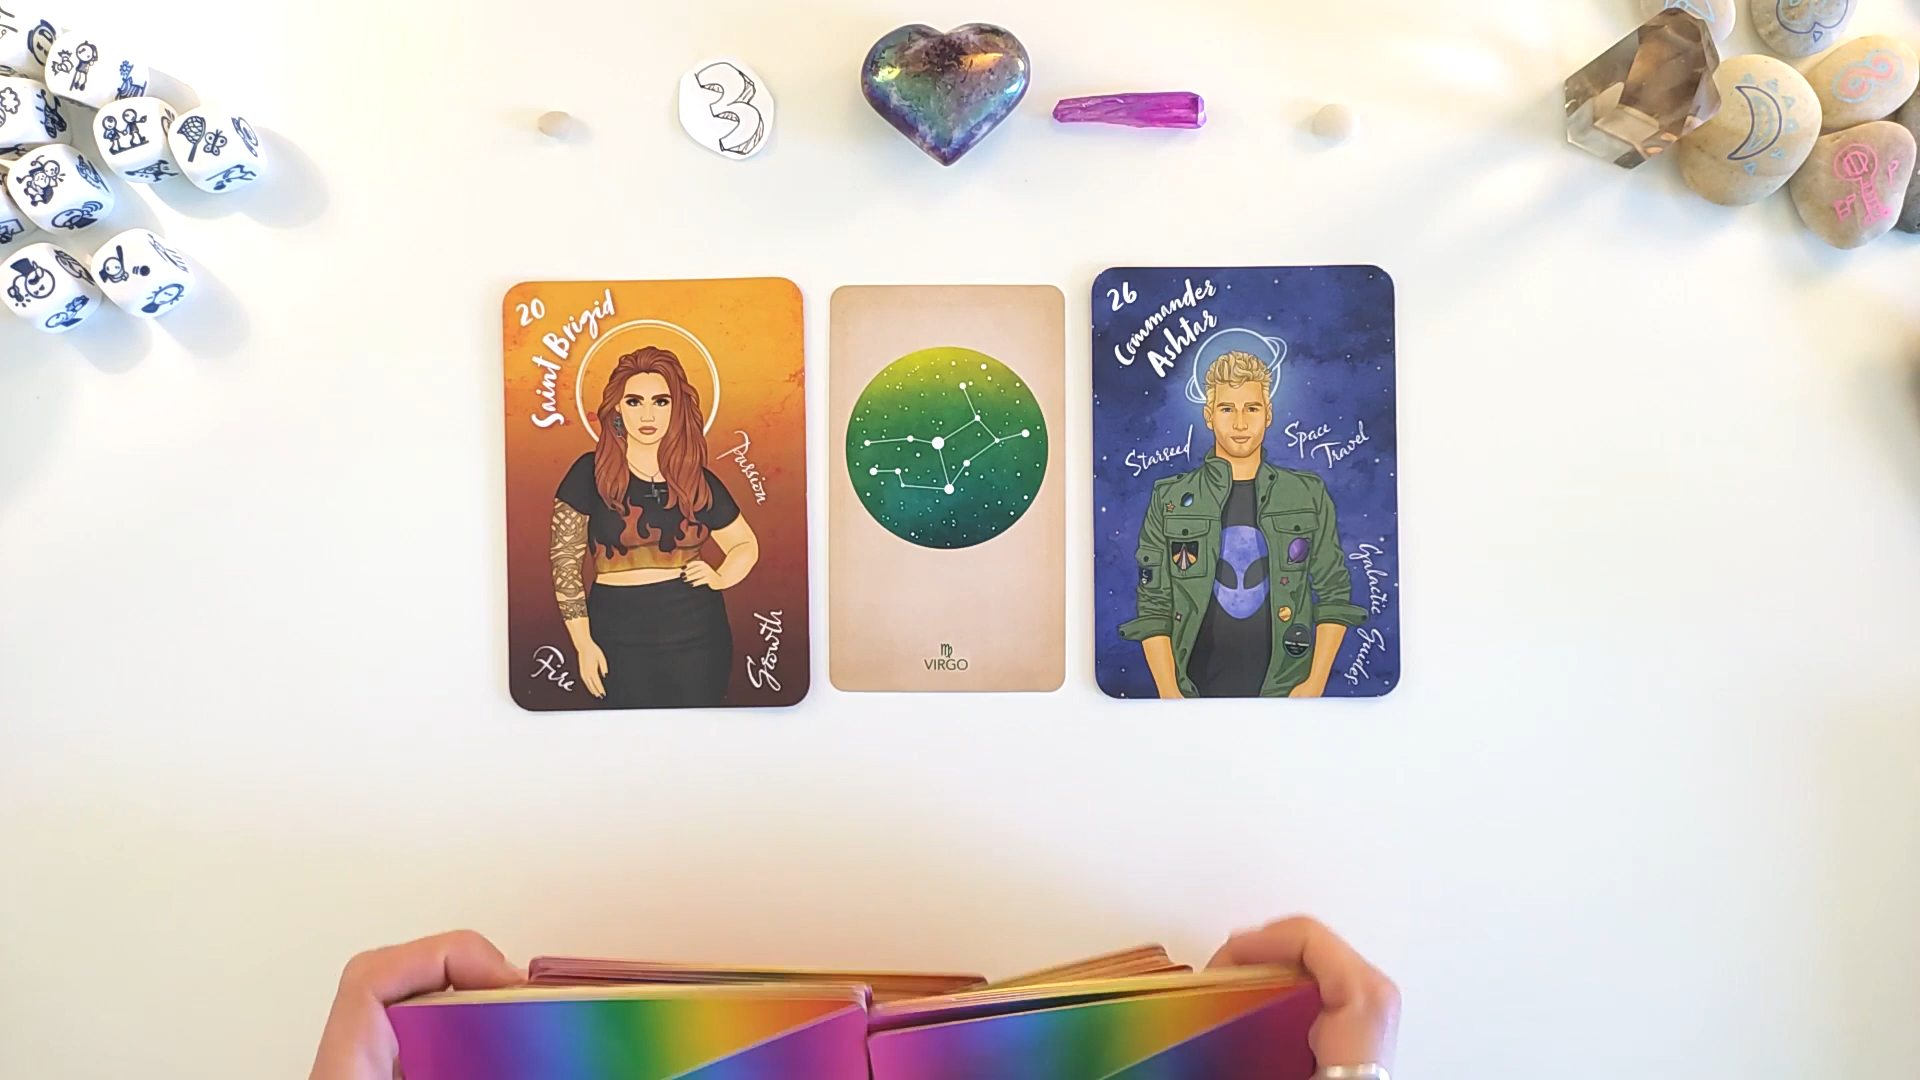 3
20
Saint Brigid
Passion
Fire
Growth
♍
VIRGO
26
Commander
Ashtar
Starseed
Space
Travel
Galactic Guides